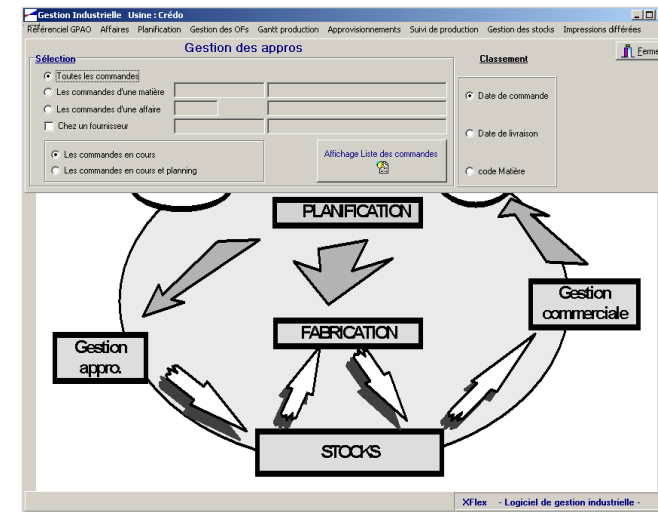 Gestion Industrielle Usine : Crédo
Référenciel GPAO Affaires Planification Gestion des OFs Gantt production Approvisionnements Suivi de production Gestion des stocks Impressions différées
Gestion des appros
Sélection
Classement
Ferme
Toutes les commandes
Les commandes d'une matière
Les commandes d'une affaire
Chez un fournisseur
Date de commande
Date de livraison
code Matière
Les commandes en cours
Les commandes en cours et planning
Affichage Liste des commandes
PLANIFICATION
Gestion
commerciale
FABRICATION
Gestion
appro.
STOCKS
XFlex - Logiciel de gestion industrielle -